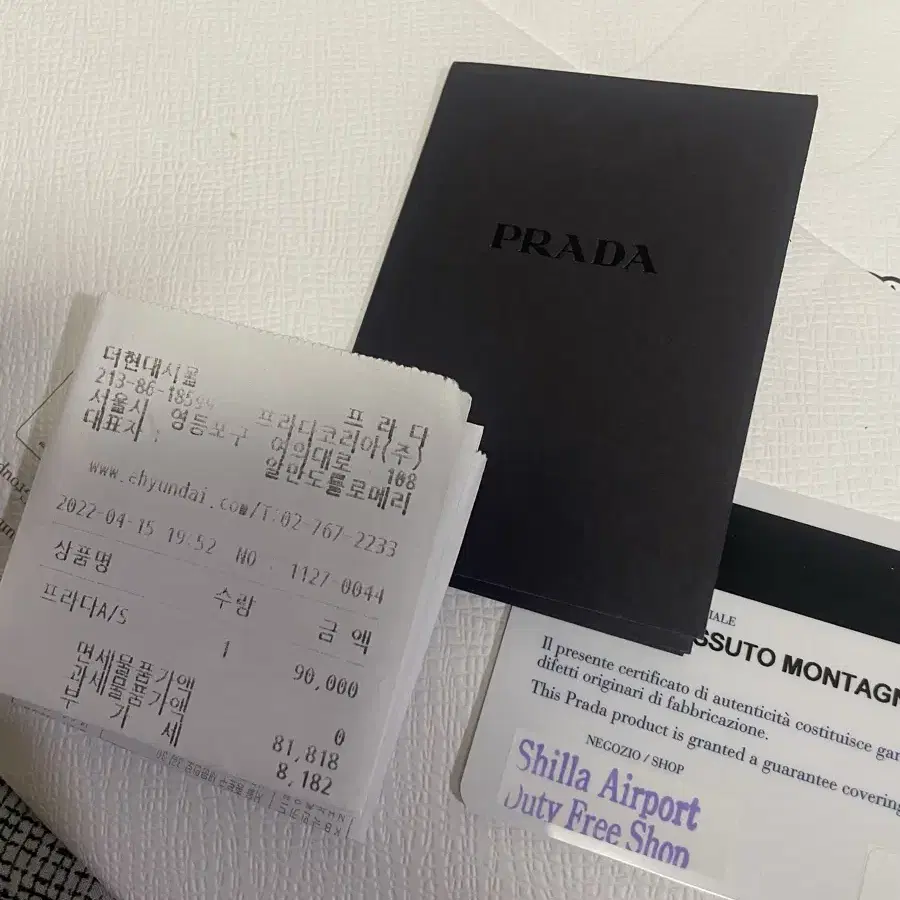 PRADA
더현대서울 프 라 다
213-86-18594 프라다코리아(주)
서울시 영등포구 여의대로 108
대표자 : 알만도톨로메리
www.ehyundai.com/T:02-767-2233
2022-04-15 19:52 NO : 1127-0044
상품명 수량 금 액
프라다A/S 1 90,000
면세물품가액 0
과세물품가액 81,818
부 가 세 8,182
IALE
SSUTO MONTAGN
Il presente certificato di autenticità costituisce gar
difetti originari di fabbricazione.
This Prada product is granted a guarantee covering
NEGOZIO / SHOP
Shilla Airport
Duty Free Shop